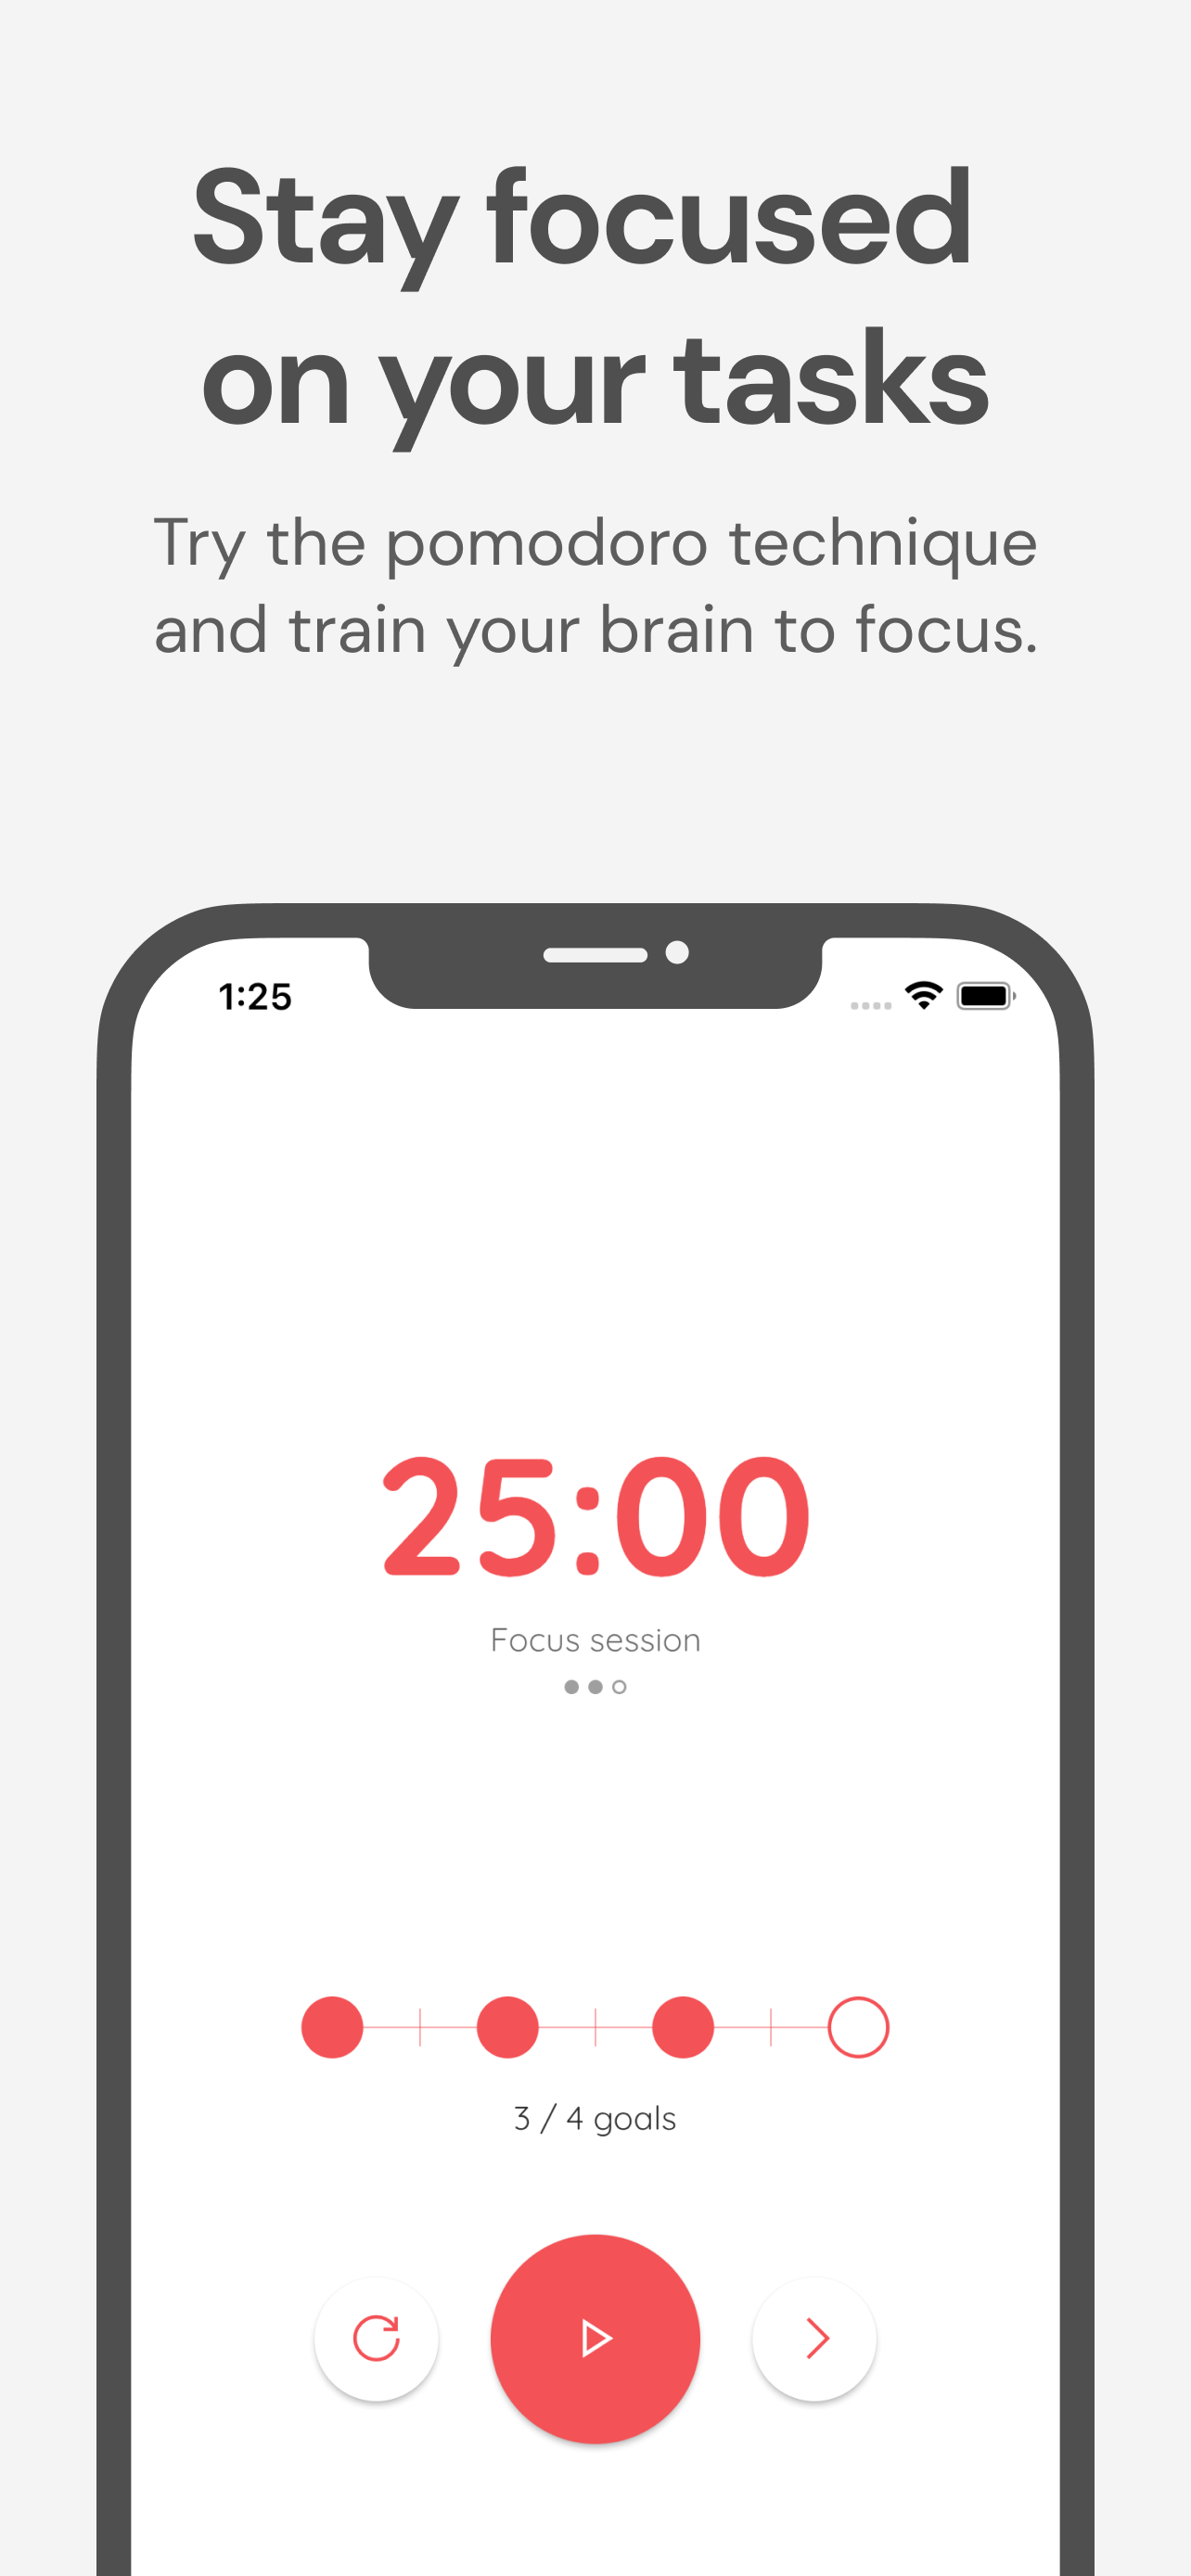 Stay focused
on your tasks
Try the pomodoro technique
and train your brain to focus.
1:25
25:00
Focus session
3 / 4 goals